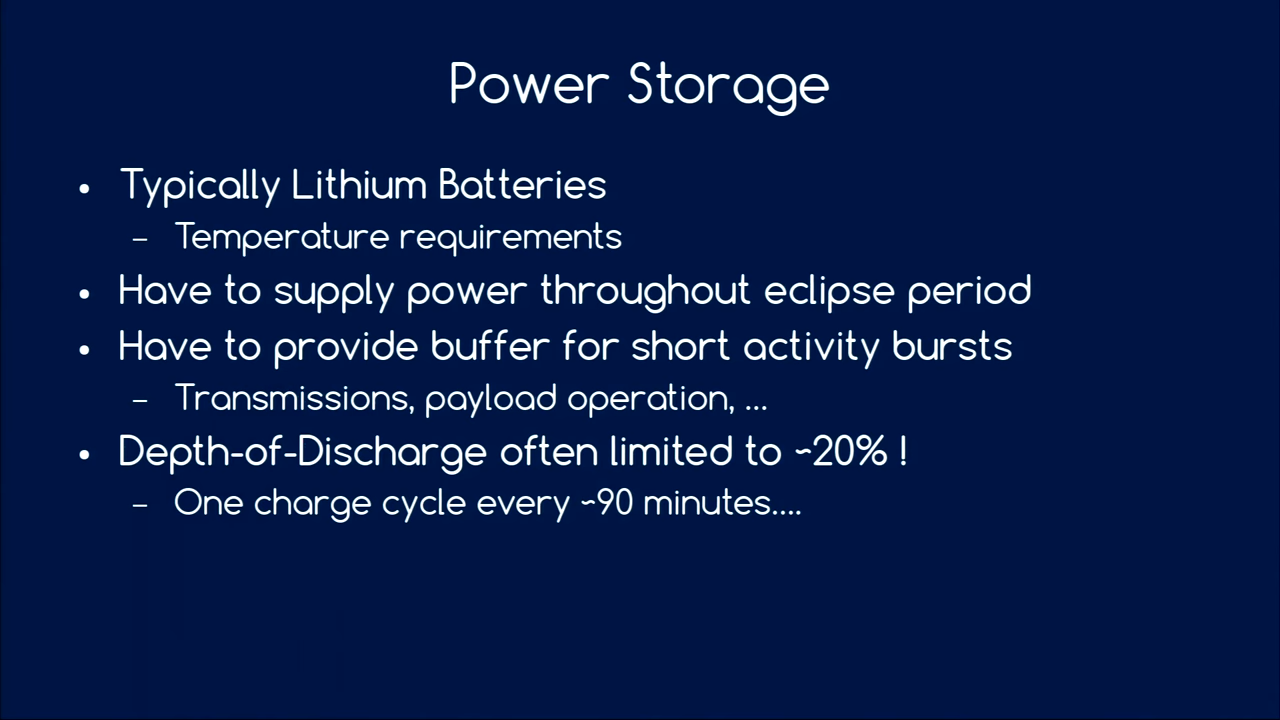 Power Storage
• Typically Lithium Batteries
– Temperature requirements
• Have to supply power throughout eclipse period
• Have to provide buffer for short activity bursts
– Transmissions, payload operation, ...
• Depth-of-Discharge often limited to ~20% !
– One charge cycle every ~90 minutes....